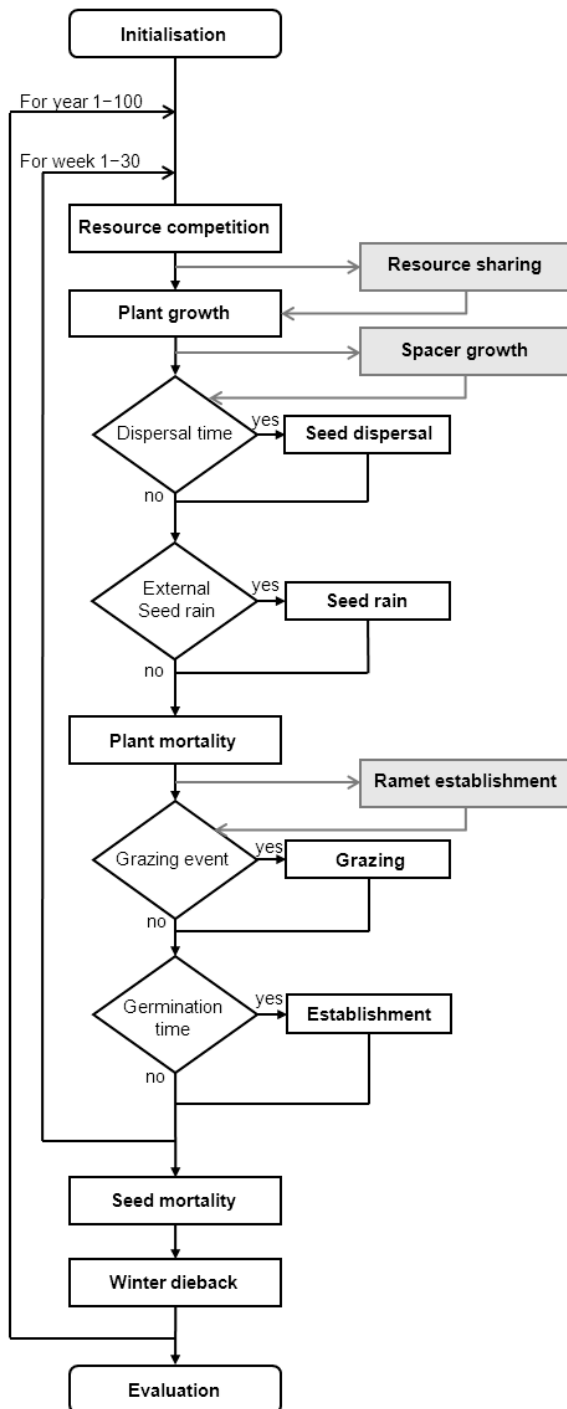 Initialisation
For year 1−100
For week 1−30
Resource competition
Resource sharing
Plant growth
Spacer growth
Dispersal time
yes
Seed dispersal
no
External
Seed rain
yes
Seed rain
no
Plant mortality
Ramet establishment
Grazing event
yes
Grazing
no
Germination
time
yes
Establishment
no
Seed mortality
Winter dieback
Evaluation